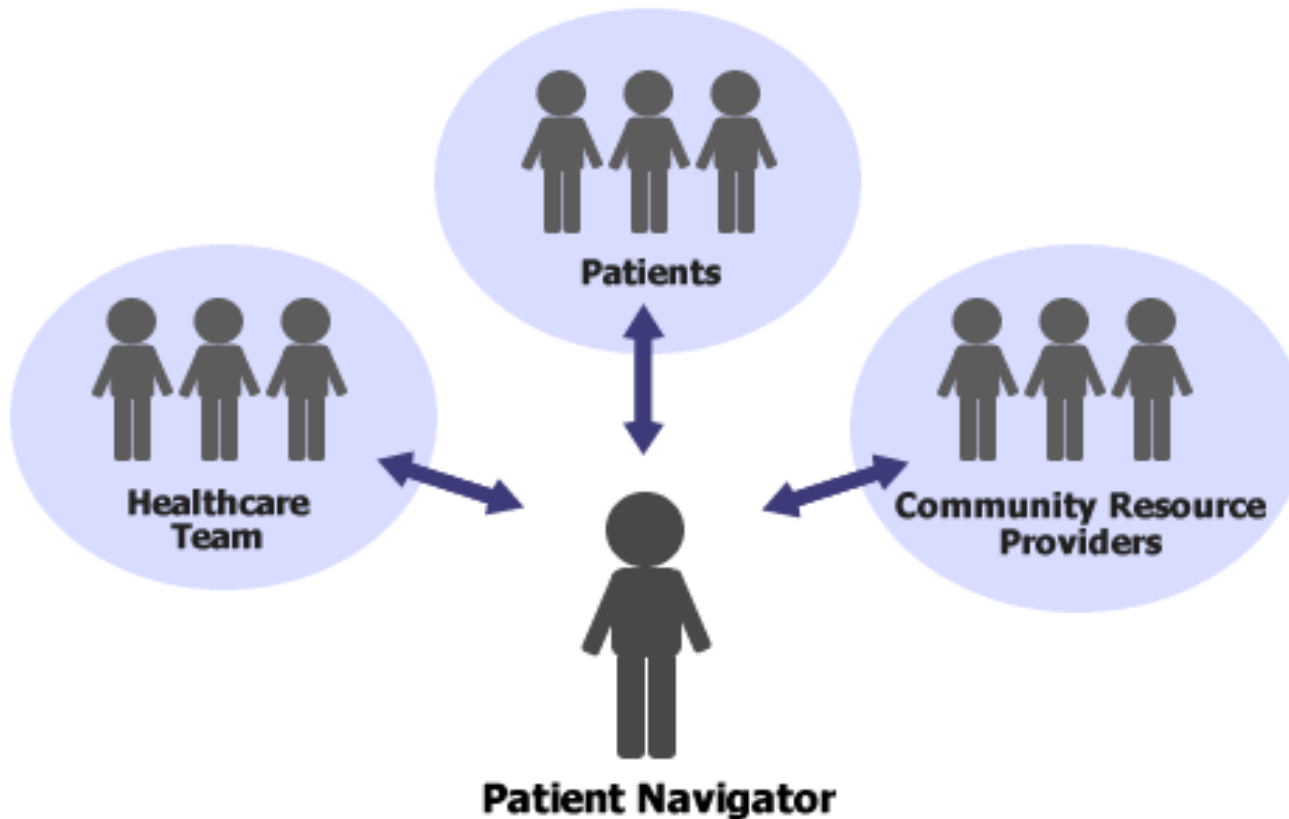 Patients
Healthcare
Team
Community Resource
Providers
Patient Navigator